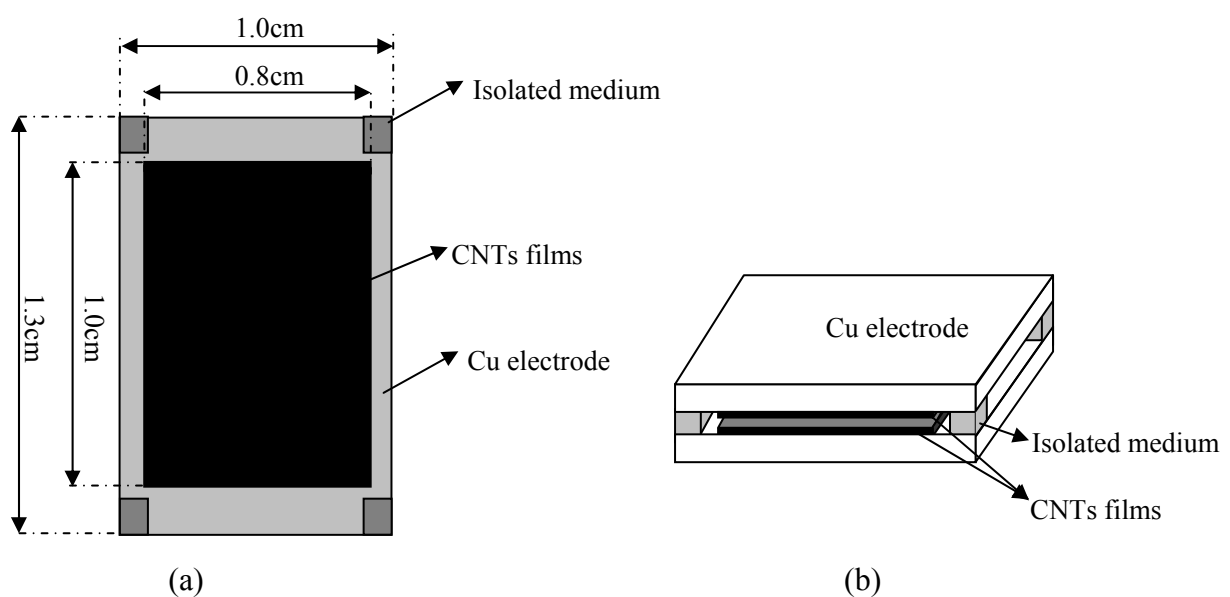 1.0cm
0.8cm
Isolated medium
CNTs films
1.3cm
1.0cm
Cu electrode
(a)
Cu electrode
Isolated medium
CNTs films
(b)